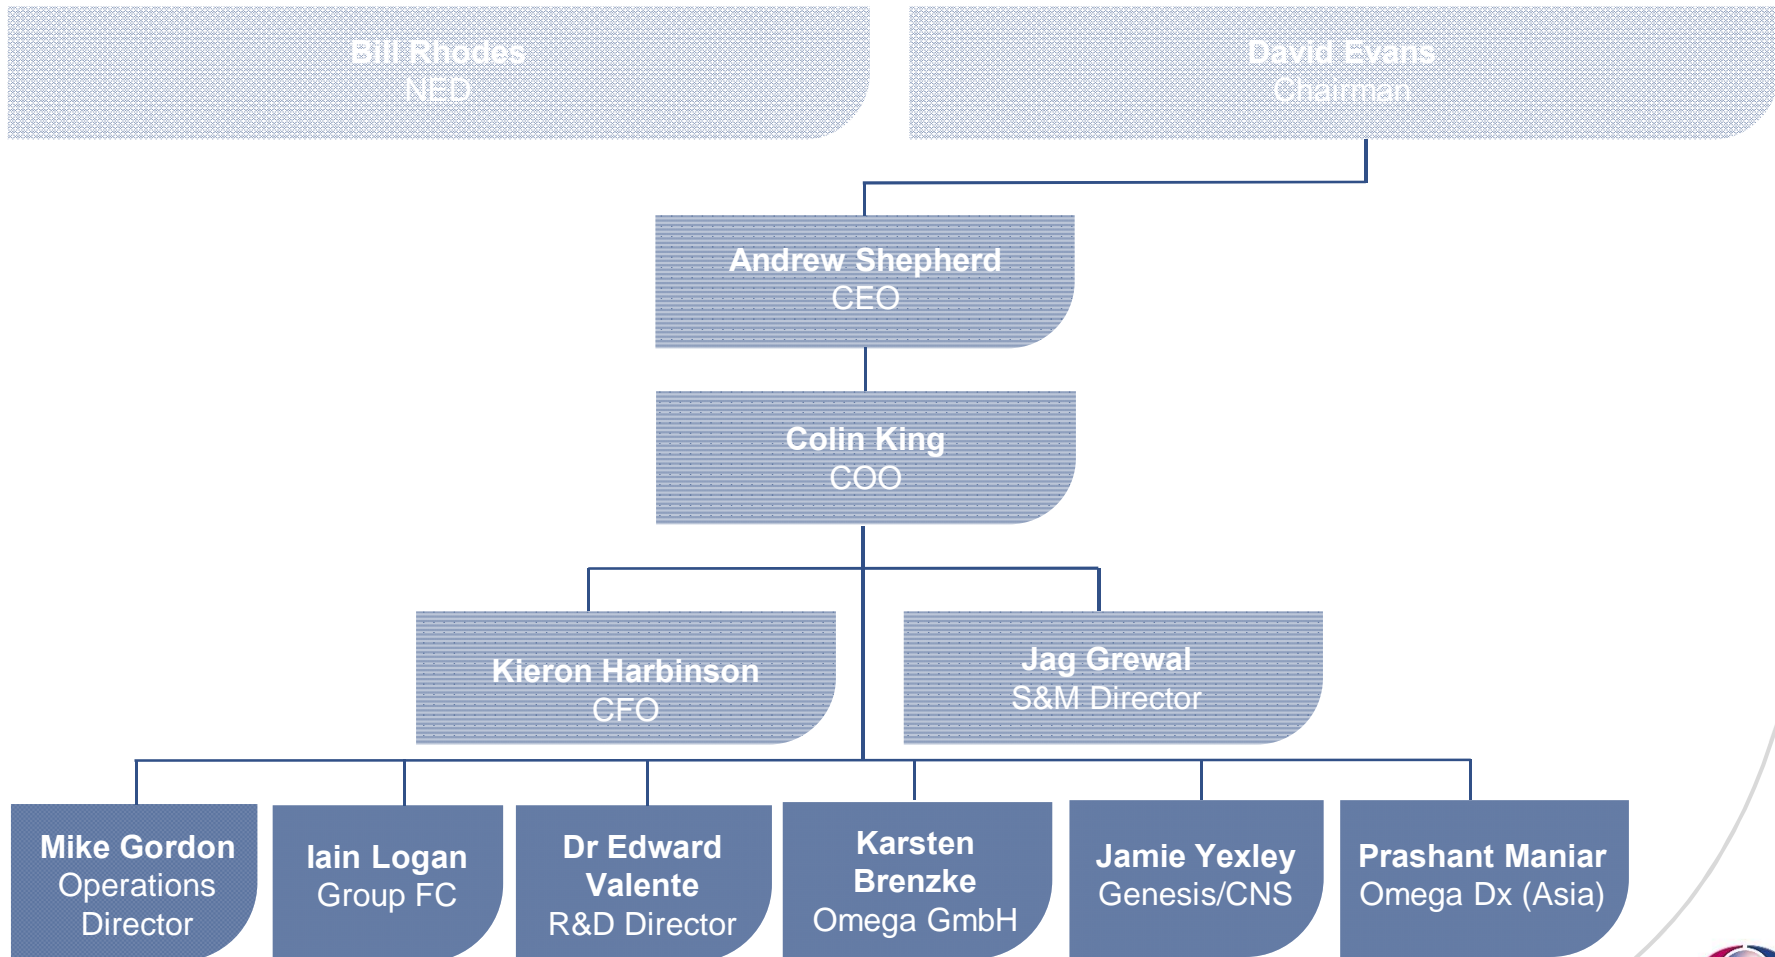 Bill Rhodes
NED
David Evans
Chairman
Andrew Shepherd
CEO
Colin King
COO
Kieron Harbinson
CFO
Jag Grewal
S&M Director
Mike Gordon
Operations
Director
Iain Logan
Group FC
Dr Edward
Valente
R&D Director
Karsten
Brenzke
Omega GmbH
Jamie Yexley
Genesis/CNS
Prashant Maniar
Omega Dx (Asia)